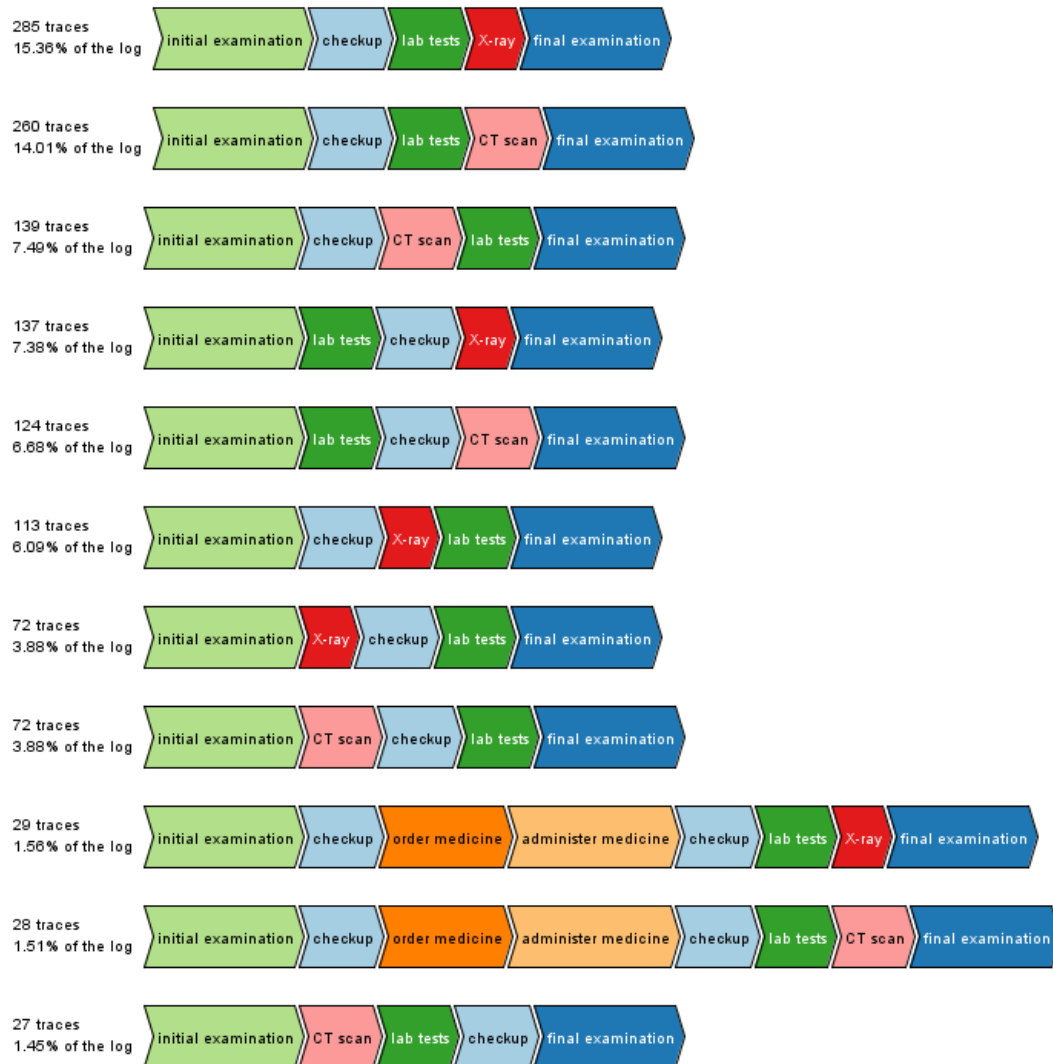 285 traces
15.36% of the log
initial examination checkup lab tests X-ray final examination
260 traces
14.01% of the log
initial examination checkup lab tests CT scan final examination
139 traces
7.49% of the log
initial examination checkup CT scan lab tests final examination
137 traces
7.38% of the log
initial examination lab tests checkup X-ray final examination
124 traces
6.68% of the log
initial examination lab tests checkup CT scan final examination
113 traces
6.09% of the log
initial examination checkup X-ray lab tests final examination
72 traces
3.88% of the log
initial examination X-ray checkup lab tests final examination
72 traces
3.88% of the log
initial examination CT scan checkup lab tests final examination
29 traces
1.56% of the log
initial examination checkup order medicine administer medicine checkup lab tests X-ray final examination
28 traces
1.51% of the log
initial examination checkup order medicine administer medicine checkup lab tests CT scan final examination
27 traces
1.45% of the log
initial examination CT scan lab tests checkup final examination